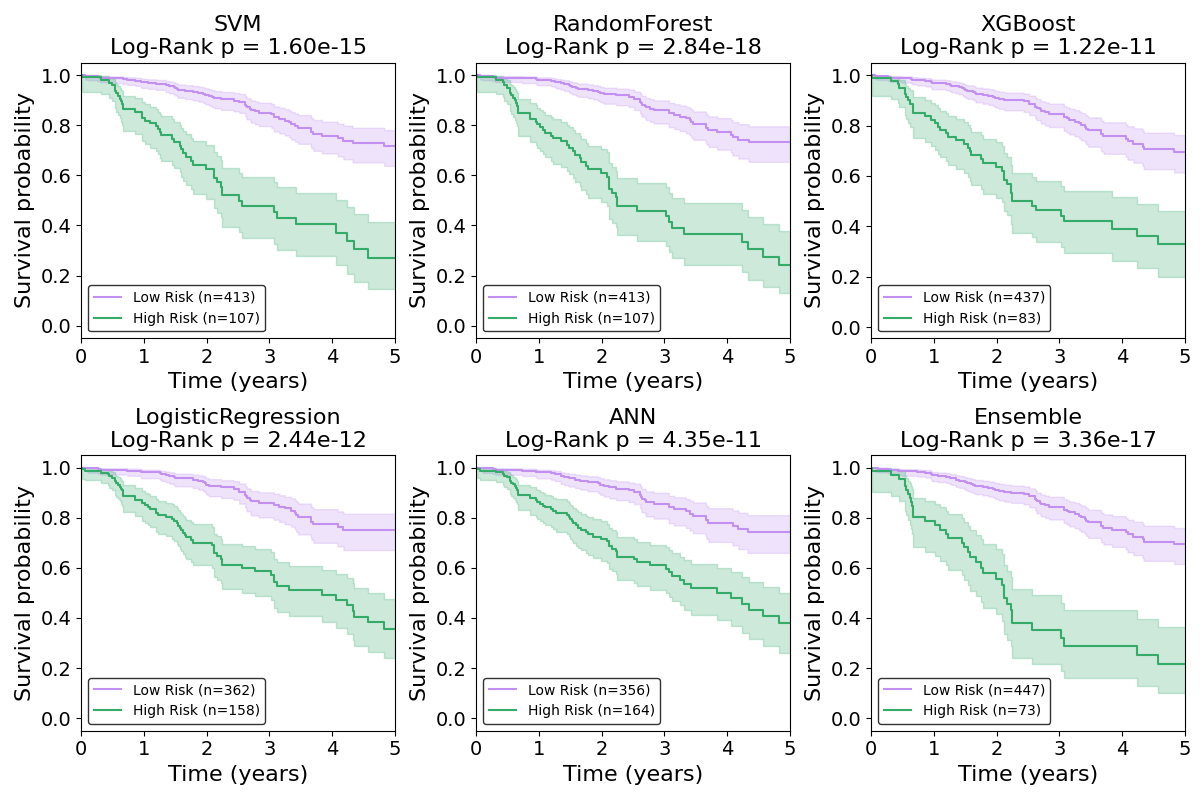 SVM
Log-Rank p = 1.60e-15
Survival probability
1.0
0.8
0.6
0.4
0.2
0.0
Low Risk (n=413)
High Risk (n=107)
0 1 2 3 4 5
Time (years)
RandomForest
Log-Rank p = 2.84e-18
Survival probability
1.0
0.8
0.6
0.4
0.2
0.0
Low Risk (n=413)
High Risk (n=107)
0 1 2 3 4 5
Time (years)
XGBoost
Log-Rank p = 1.22e-11
Survival probability
1.0
0.8
0.6
0.4
0.2
0.0
Low Risk (n=437)
High Risk (n=83)
0 1 2 3 4 5
Time (years)
LogisticRegression
Log-Rank p = 2.44e-12
Survival probability
1.0
0.8
0.6
0.4
0.2
0.0
Low Risk (n=362)
High Risk (n=158)
0 1 2 3 4 5
Time (years)
ANN
Log-Rank p = 4.35e-11
Survival probability
1.0
0.8
0.6
0.4
0.2
0.0
Low Risk (n=356)
High Risk (n=164)
0 1 2 3 4 5
Time (years)
Ensemble
Log-Rank p = 3.36e-17
Survival probability
1.0
0.8
0.6
0.4
0.2
0.0
Low Risk (n=447)
High Risk (n=73)
0 1 2 3 4 5
Time (years)